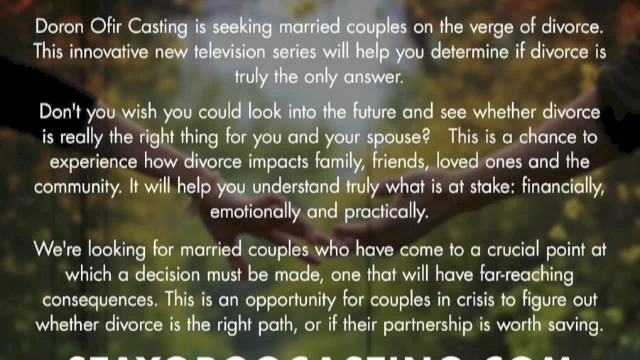 Doron Ofir Casting is seeking married couples on the verge of divorce.
This innovative new television series will help you determine if divorce is
truly the only answer.
Don't you wish you could look into the future and see whether divorce
is really the right thing for you and your spouse? This is a chance to
experience how divorce impacts family, friends, loved ones and the
community. It will help you understand truly what is at stake: financially,
emotionally and practically.
We're looking for married couples who have come to a crucial point at
which a decision must be made, one that will have far-reaching
consequences. This is an opportunity for couples in crisis to figure out
whether divorce is the right path, or if their partnership is worth saving.